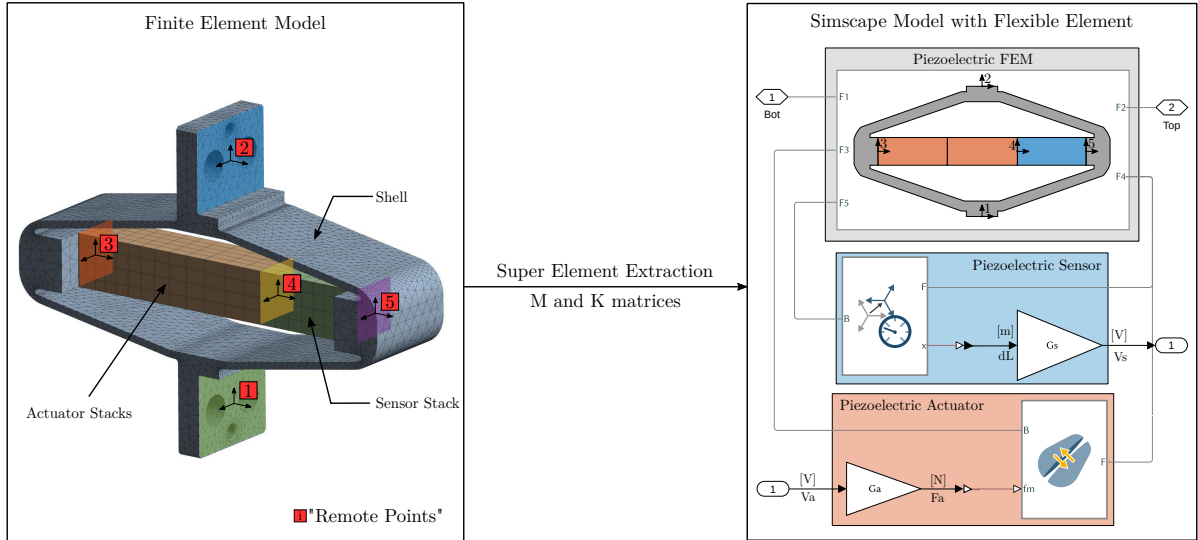 Finite Element Model
2
Shell
3
4
5
1
Actuator Stacks
Sensor Stack
i "Remote Points"
Super Element Extraction
M and K matrices
Simscape Model with Flexible Element
Piezoelectric FEM
1
Bot
F1
F3
F5
2
3
4
5
1
F2
F4
2
Top
Piezoelectric Sensor
B
F
x
[m]
dL
Gs
[V]
Vs
1
Piezoelectric Actuator
1
[V]
Va
Ga
[N]
Fa
B
fm
F